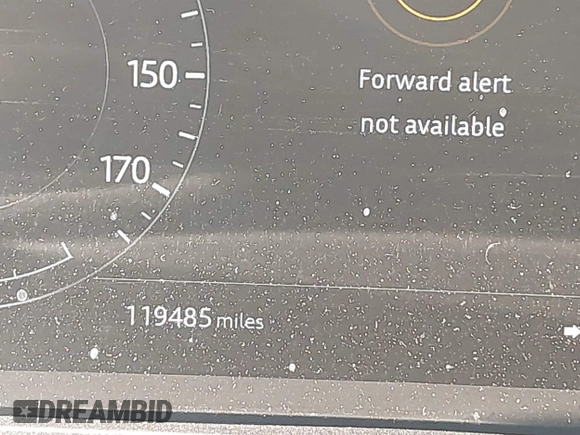 150
Forward alert
not available
170
119485 miles
DREAMBID